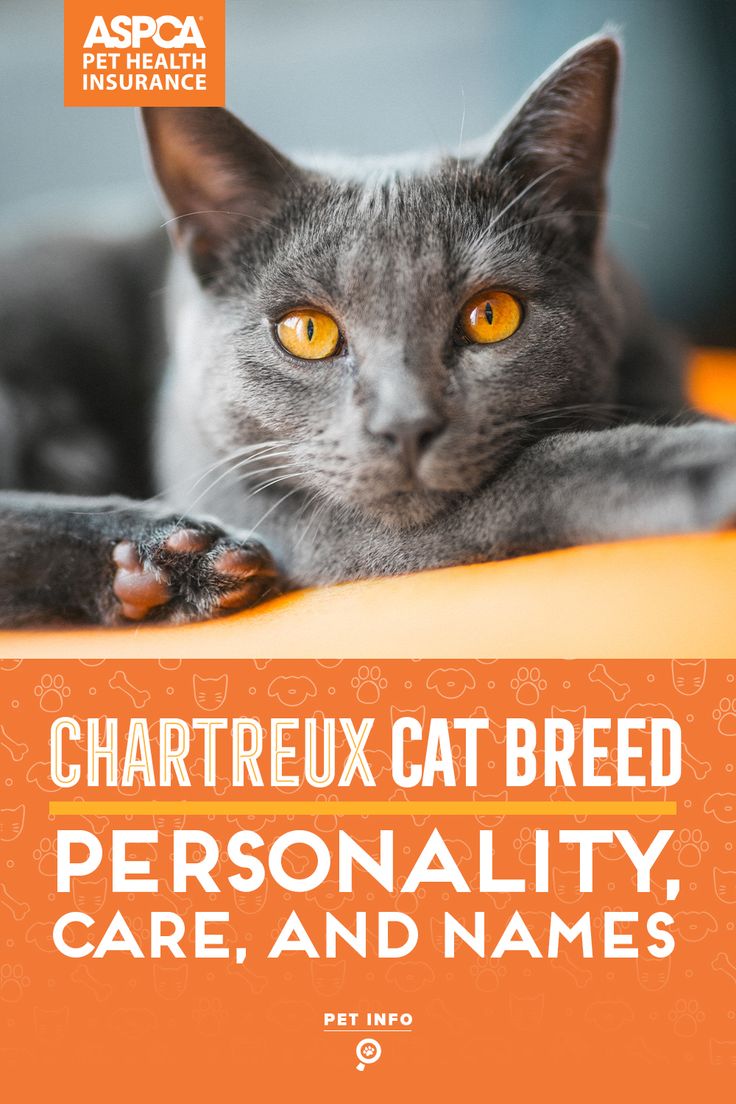 ASPCA®
PET HEALTH
INSURANCE
CHARTREUX CAT BREED
PERSONALITY,
CARE, AND NAMES
PET INFO